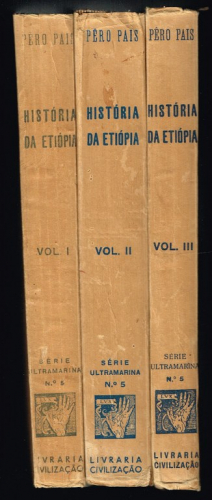 PÊRO PAIS
HISTÓRIA
DA ETIÓPIA
VOL. I
SÉRIE
ULTRAMARINA
N.º 5
LIVRARIA
CIVILIZAÇÃO
PÊRO PAIS
HISTÓRIA
DA ETIÓPIA
VOL. II
SÉRIE
ULTRAMARINA
N.º 5
LIVRARIA
CIVILIZAÇÃO
PÊRO PAIS
HISTÓRIA
DA ETIÓPIA
VOL. III
SÉRIE
ULTRAMARINA
N.º 5
LIVRARIA
CIVILIZAÇÃO